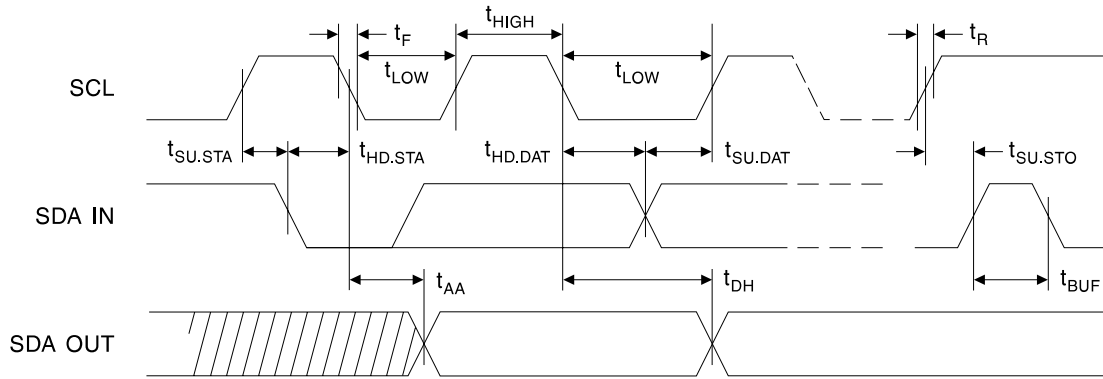 t_HIGH
t_F
t_R
t_LOW
t_LOW
SCL
t_SU.STA
t_HD.STA
t_HD.DAT
t_SU.DAT
t_SU.STO
SDA IN
t_AA
t_DH
t_BUF
SDA OUT